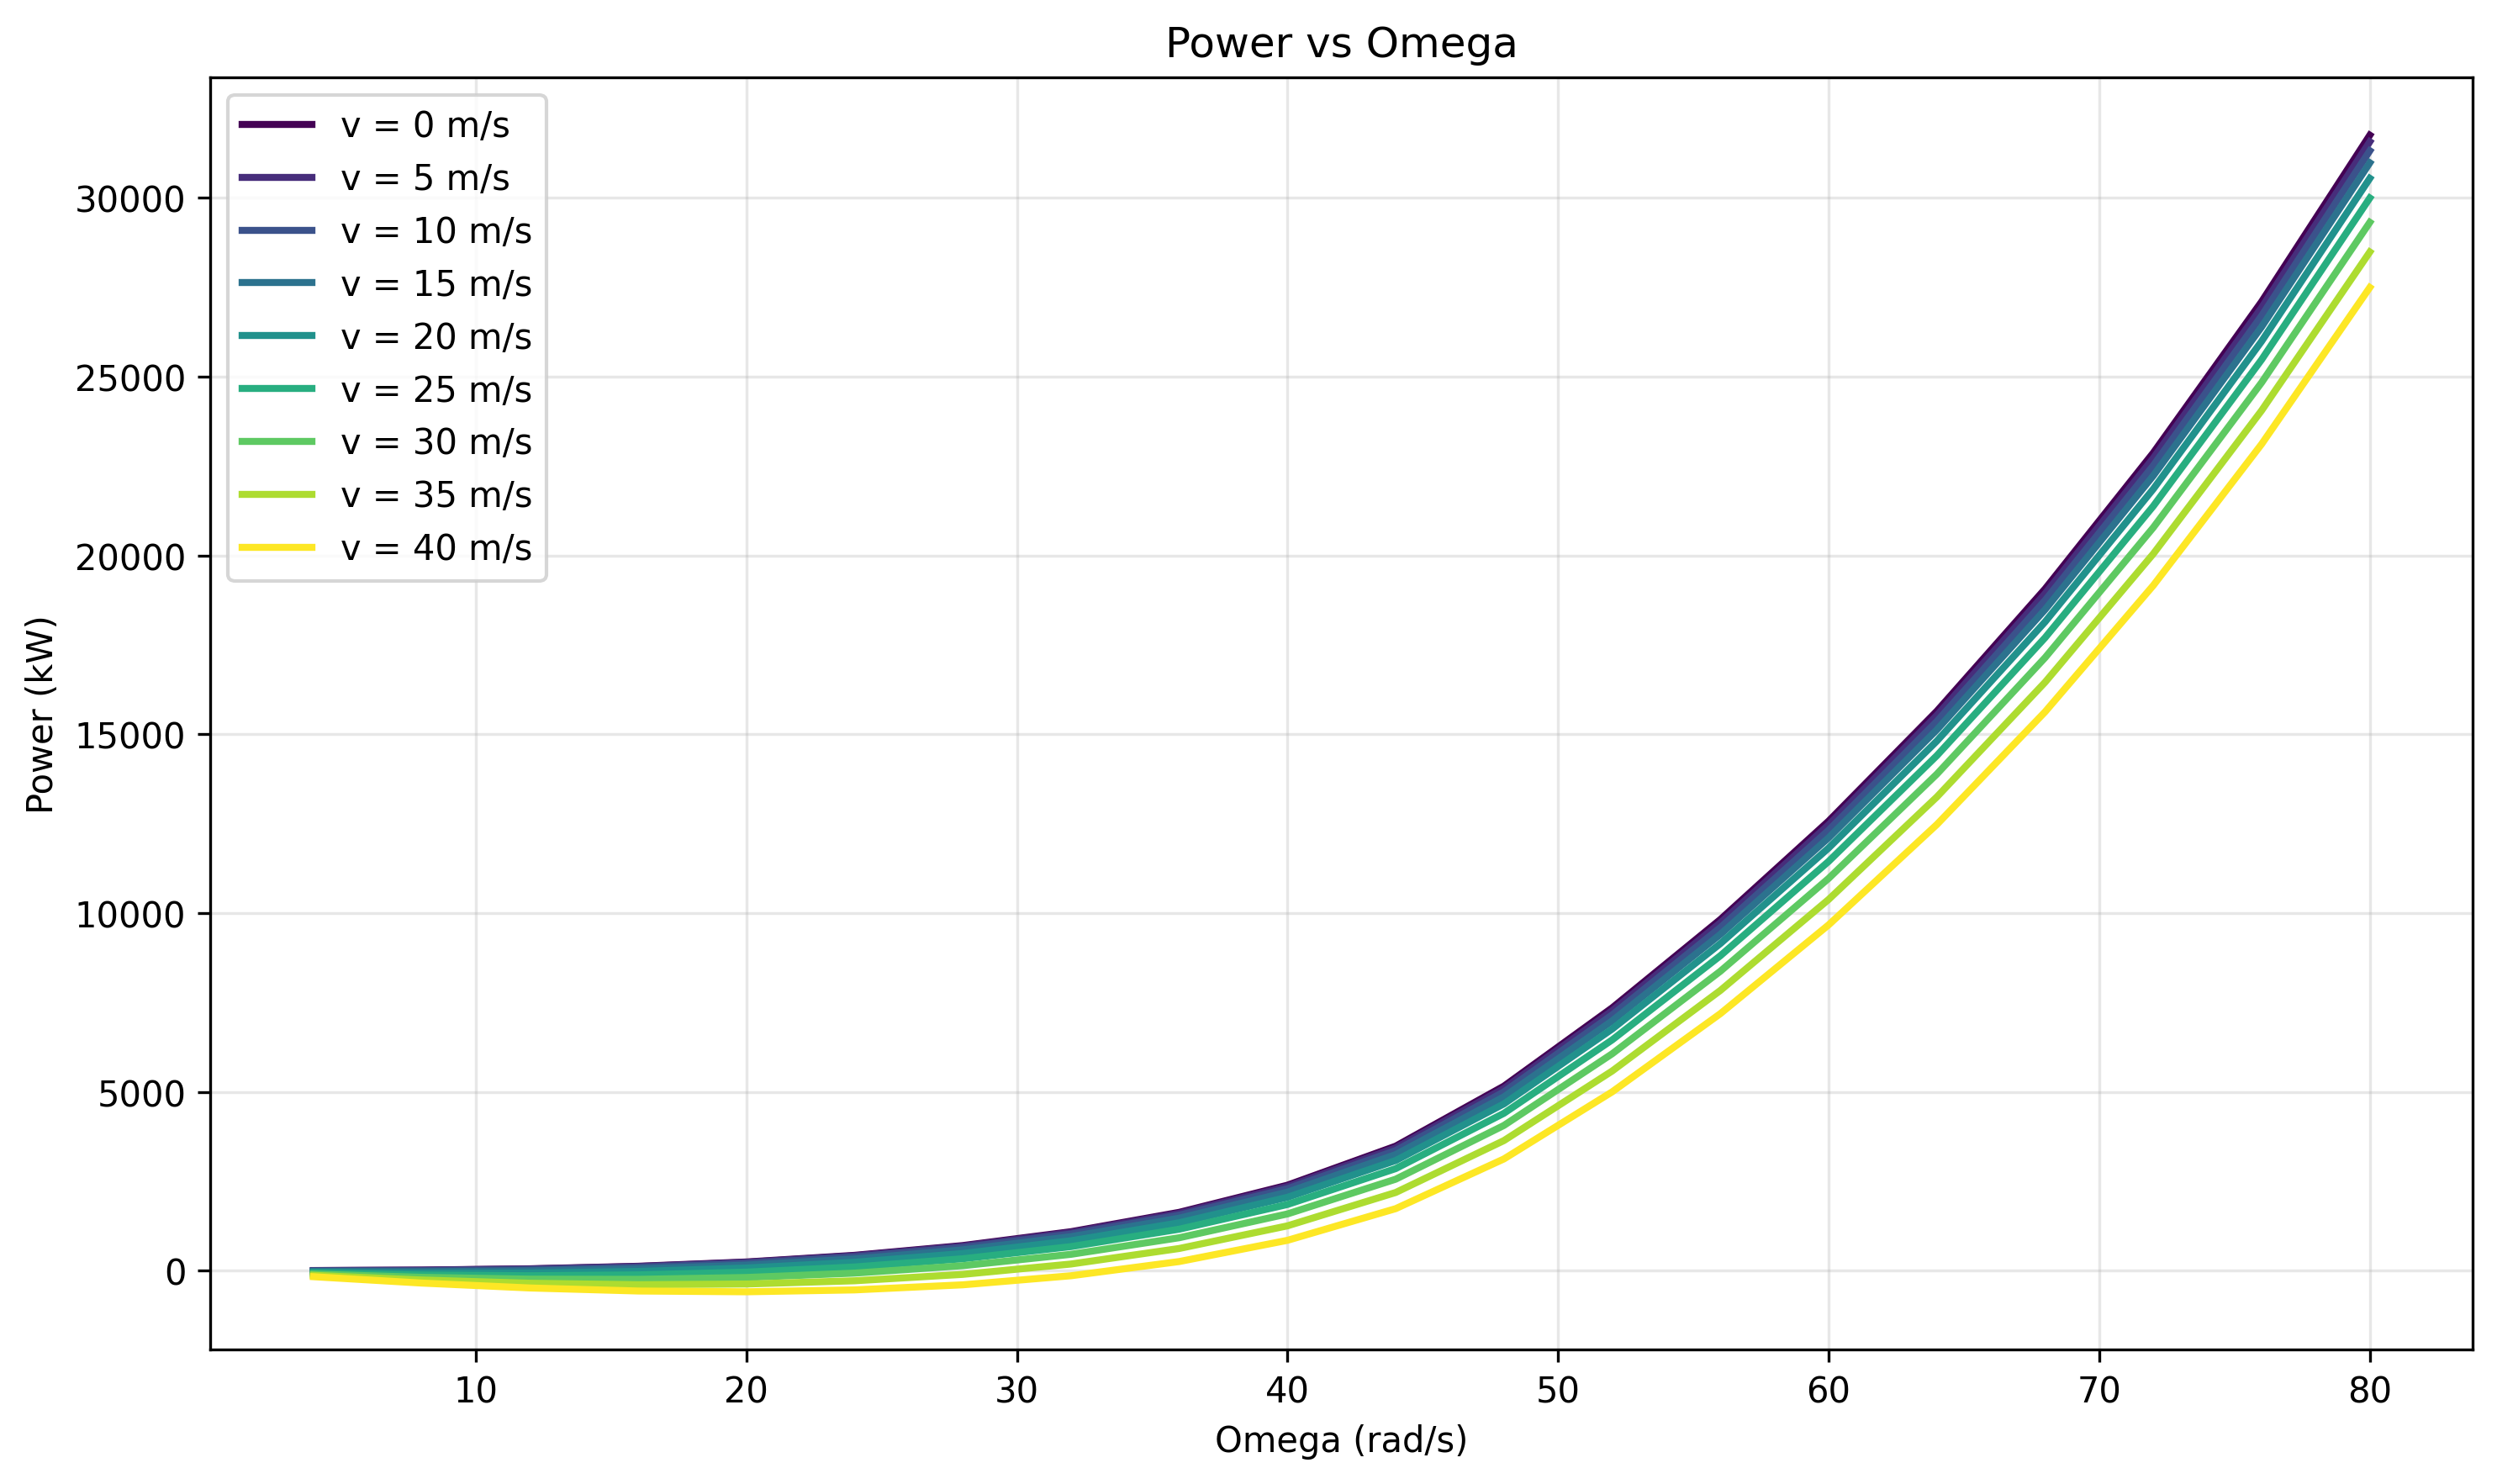 Power vs Omega
v = 0 m/s
v = 5 m/s
v = 10 m/s
v = 15 m/s
v = 20 m/s
v = 25 m/s
v = 30 m/s
v = 35 m/s
v = 40 m/s
Power (kW)
30000
25000
20000
15000
10000
5000
0
10 20 30 40 50 60 70 80
Omega (rad/s)